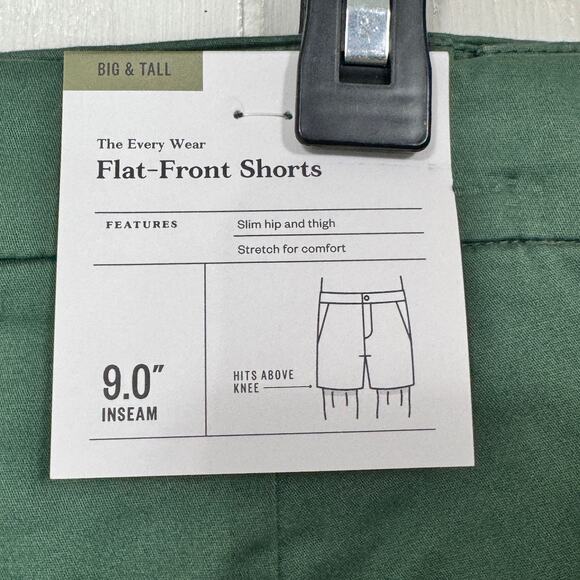 BIG & TALL
The Every Wear
Flat-Front Shorts
FEATURES
Slim hip and thigh
Stretch for comfort
9.0"
INSEAM
HITS ABOVE
KNEE